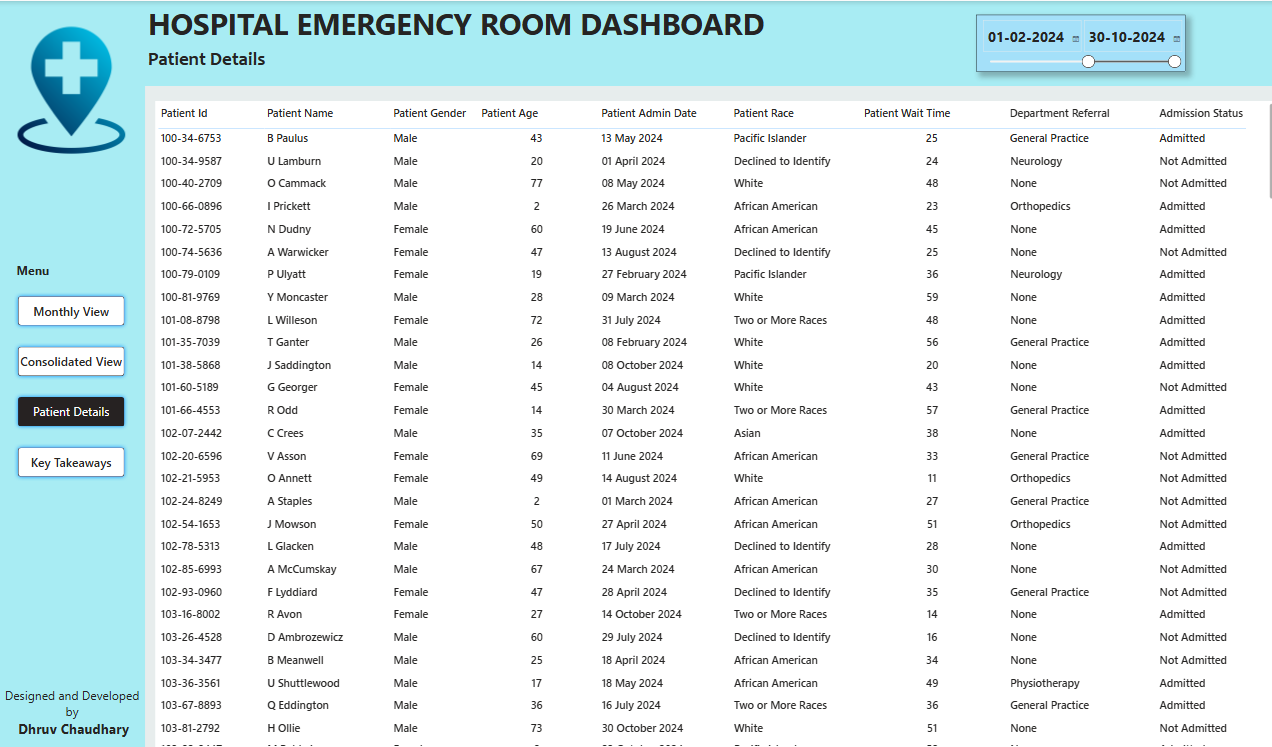 HOSPITAL EMERGENCY ROOM DASHBOARD
Patient Details
01-02-2024 30-10-2024
Menu
Monthly View
Consolidated View
Patient Details
Key Takeaways
Designed and Developed
by
Dhruv Chaudhary
Patient Id Patient Name Patient Gender Patient Age Patient Admin Date Patient Race Patient Wait Time Department Referral Admission Status
100-34-6753 B Paulus Male 43 13 May 2024 Pacific Islander 25 General Practice Admitted
100-34-9587 U Lamburn Male 20 01 April 2024 Declined to Identify 24 Neurology Not Admitted
100-40-2709 O Cammack Male 77 08 May 2024 White 48 None Not Admitted
100-66-0896 I Prickett Male 2 26 March 2024 African American 23 Orthopedics Admitted
100-72-5705 N Dudny Female 60 19 June 2024 African American 45 None Admitted
100-74-5636 A Warwicker Female 47 13 August 2024 Declined to Identify 25 None Not Admitted
100-79-0109 P Ulyatt Female 19 27 February 2024 Pacific Islander 36 Neurology Admitted
100-81-9769 Y Moncaster Male 28 09 March 2024 White 59 None Admitted
101-08-8798 L Willeson Female 72 31 July 2024 Two or More Races 48 None Admitted
101-35-7039 T Ganter Male 26 08 February 2024 White 56 General Practice Admitted
101-38-5868 J Saddington Male 14 08 October 2024 White 20 None Admitted
101-60-5189 G Georger Female 45 04 August 2024 White 43 None Not Admitted
101-66-4553 R Odd Female 14 30 March 2024 Two or More Races 57 General Practice Admitted
102-07-2442 C Crees Male 35 07 October 2024 Asian 38 None Admitted
102-20-6596 V Asson Female 69 11 June 2024 African American 33 General Practice Not Admitted
102-21-5953 O Annett Female 49 14 August 2024 White 11 Orthopedics Not Admitted
102-24-8249 A Staples Male 2 01 March 2024 African American 27 General Practice Not Admitted
102-54-1653 J Mowson Female 50 27 April 2024 African American 51 Orthopedics Not Admitted
102-78-5313 L Glacken Male 48 17 July 2024 Declined to Identify 28 None Admitted
102-85-6993 A McCumskay Male 67 24 March 2024 African American 30 None Not Admitted
102-93-0960 F Lyddiard Female 47 28 April 2024 Declined to Identify 35 General Practice Not Admitted
103-16-8002 R Avon Female 27 14 October 2024 Two or More Races 14 None Admitted
103-26-4528 D Ambrozewicz Male 60 29 July 2024 Declined to Identify 16 None Not Admitted
103-34-3477 B Meanwell Male 25 18 April 2024 African American 34 None Not Admitted
103-36-3561 U Shuttlewood Male 17 18 May 2024 African American 49 Physiotherapy Admitted
103-67-8893 Q Eddington Male 36 16 July 2024 Two or More Races 36 General Practice Admitted
103-81-2792 H Ollie Male 73 30 October 2024 White 51 None Not Admitted